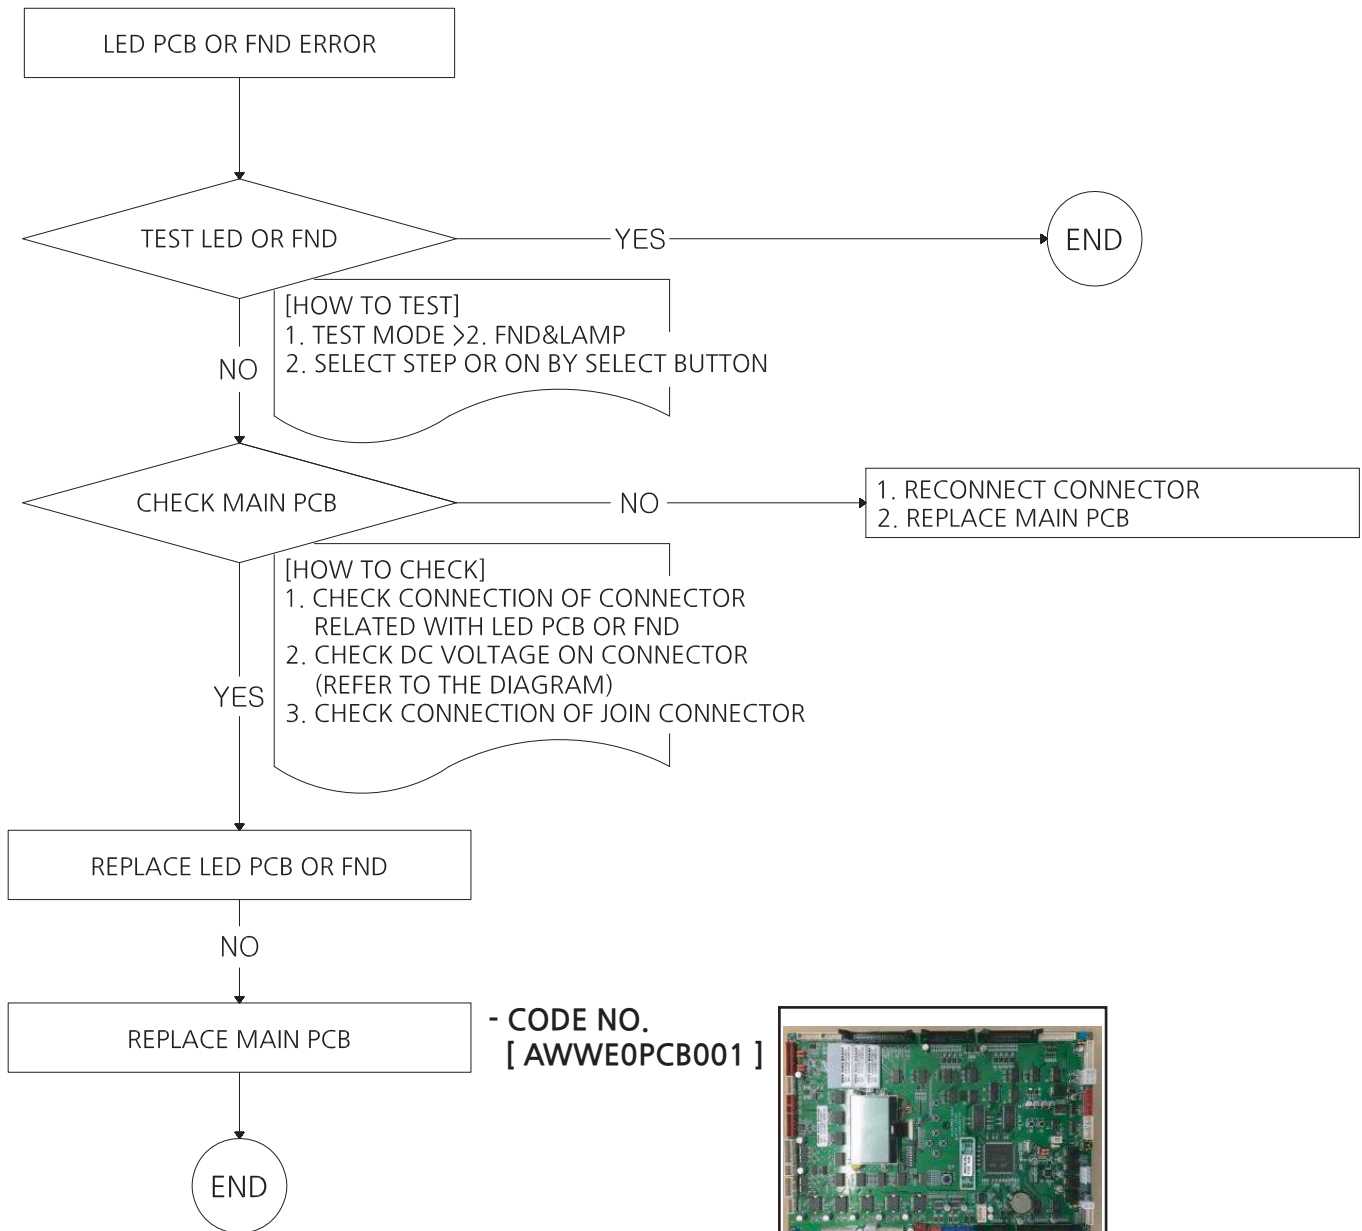 LED PCB OR FND ERROR
TEST LED OR FND
YES
END
[HOW TO TEST]
1. TEST MODE >2. FND&LAMP
2. SELECT STEP OR ON BY SELECT BUTTON
NO
CHECK MAIN PCB
NO
1. RECONNECT CONNECTOR
2. REPLACE MAIN PCB
[HOW TO CHECK]
1. CHECK CONNECTION OF CONNECTOR
RELATED WITH LED PCB OR FND
2. CHECK DC VOLTAGE ON CONNECTOR
(REFER TO THE DIAGRAM)
3. CHECK CONNECTION OF JOIN CONNECTOR
YES
REPLACE LED PCB OR FND
NO
REPLACE MAIN PCB
- CODE NO.
[ AWWE0PCB001 ]
END